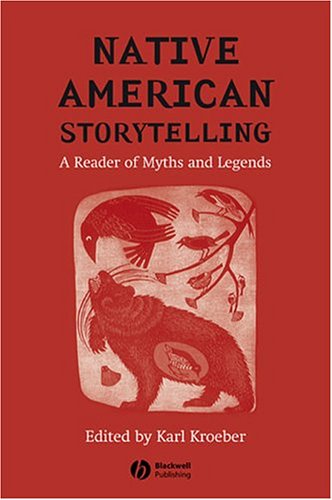 NATIVE
AMERICAN
STORYTELLING
A Reader of Myths and Legends
Edited by Karl Kroeber
Blackwell
Publishing